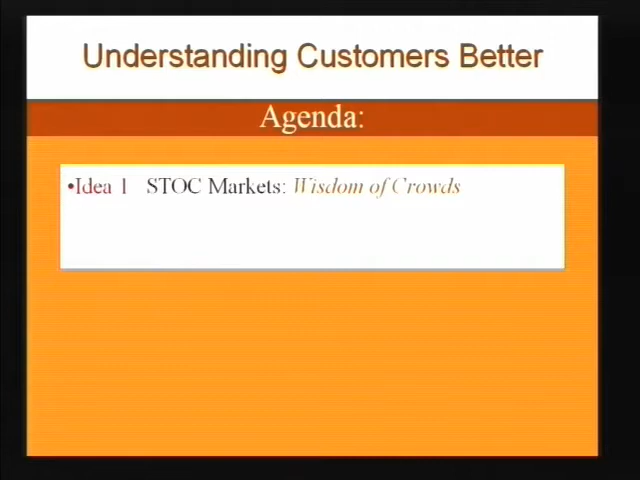 Understanding Customers Better
Agenda:
•Idea 1 STOC Markets: Wisdom of Crowds